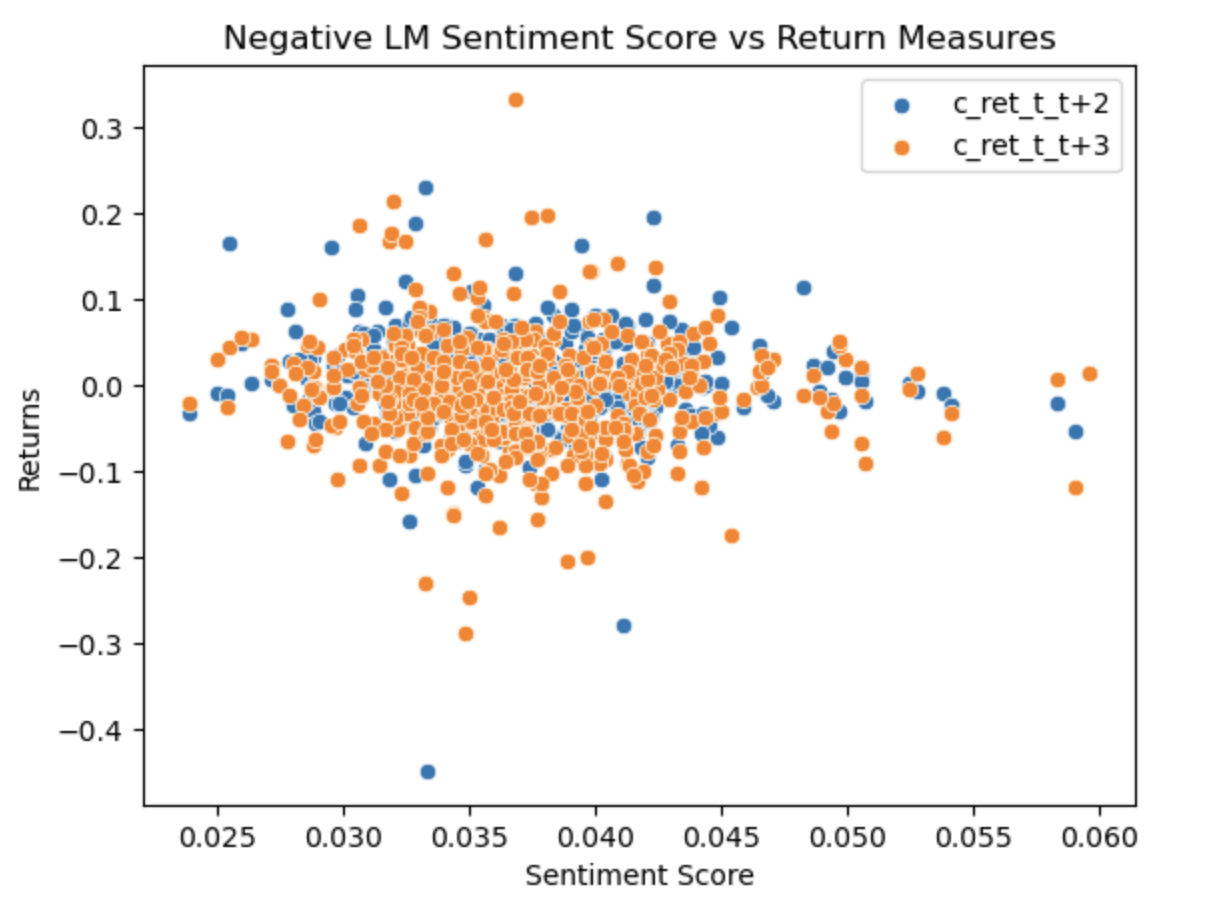 Negative LM Sentiment Score vs Return Measures
c_ret_t_t+2
c_ret_t_t+3
0.3
0.2
0.1
0.0
−0.1
−0.2
−0.3
−0.4
Returns
0.025 0.030 0.035 0.040 0.045 0.050 0.055 0.060
Sentiment Score